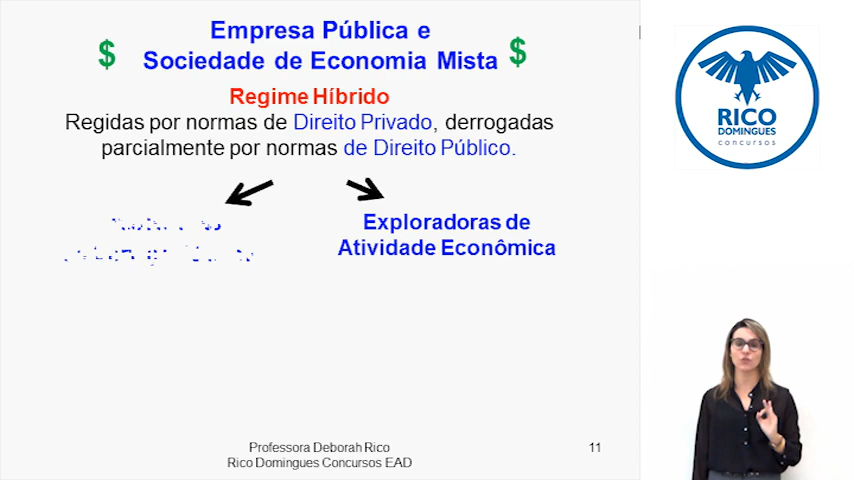 Empresa Pública e
$ Sociedade de Economia Mista $
Regime Híbrido
Regidas por normas de Direito Privado, derrogadas
parcialmente por normas de Direito Público.
Exploradoras de
Atividade Econômica
Professora Deborah Rico
Rico Domingues Concursos EAD
11
RICO
DOMINGUES
concursos